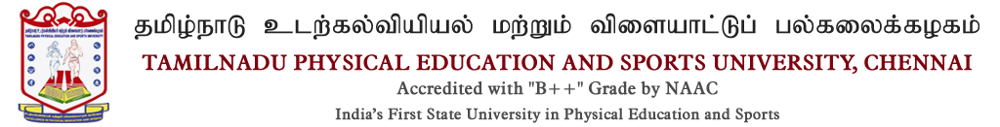 தமிழ்நாடு உடற்கல்வியியல் மற்றும் விளையாட்டுப் பல்கலைக்கழகம்
TAMILNADU PHYSICAL EDUCATION AND SPORTS UNIVERSITY, CHENNAI
Accredited with "B++" Grade by NAAC
India's First State University in Physical Education and Sports